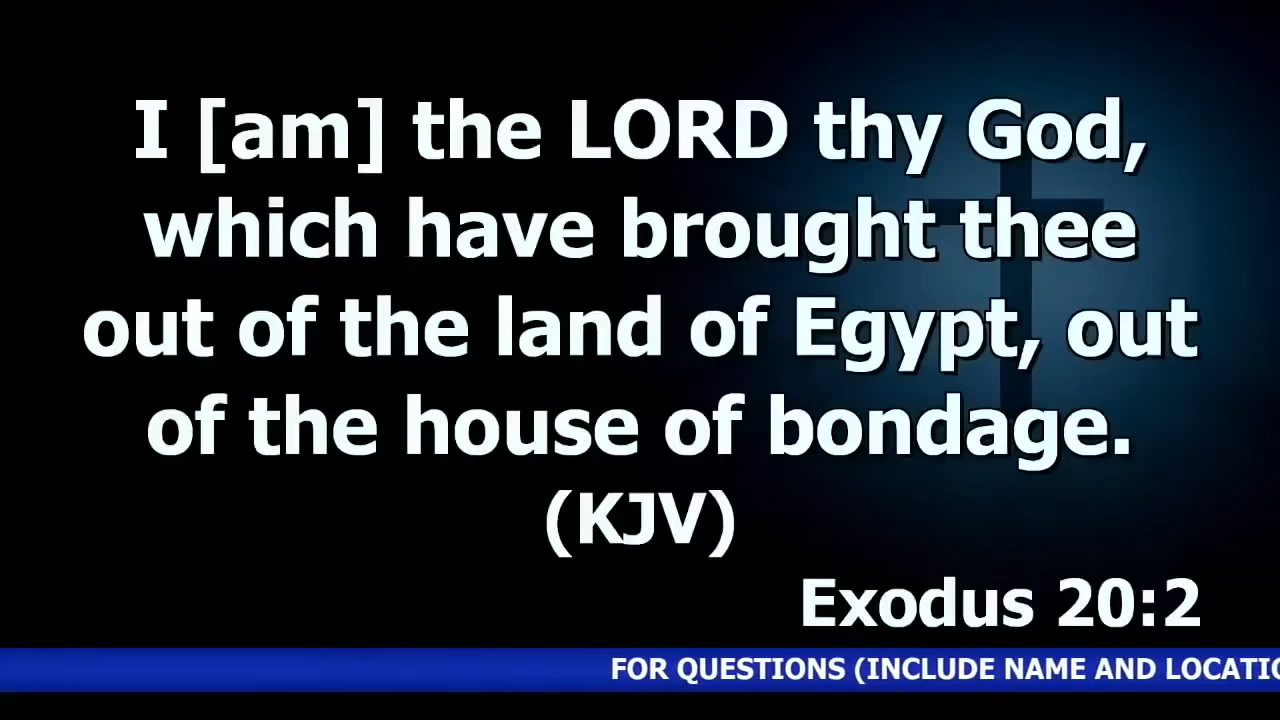 I [am] the LORD thy God,
which have brought thee
out of the land of Egypt, out
of the house of bondage.
(KJV)
Exodus 20:2
FOR QUESTIONS (INCLUDE NAME AND LOCATIO